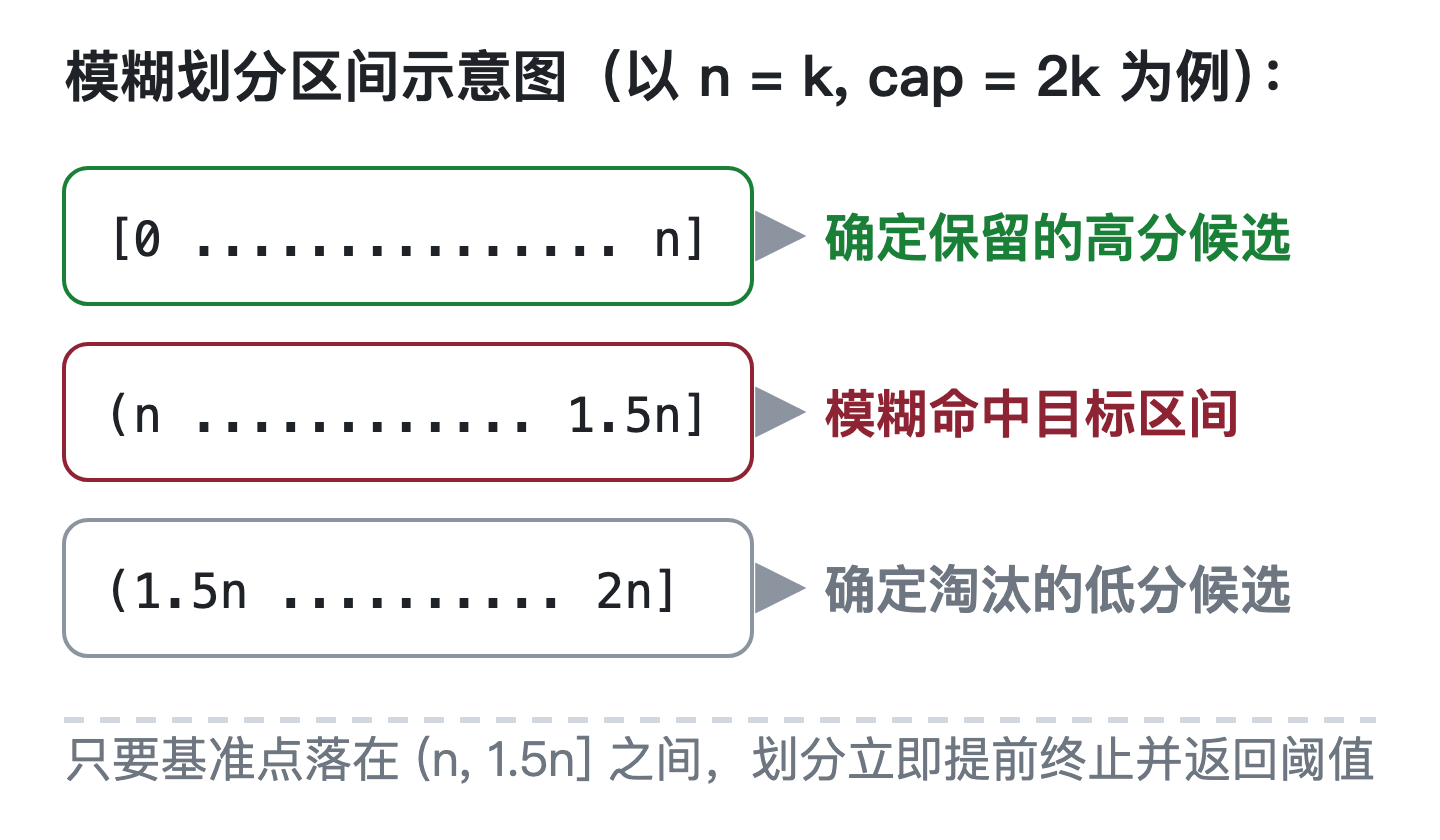 模糊划分区间示意图（以 n = k, cap = 2k 为例）：
[0 ............... n]
确定保留的高分候选
(n ............ 1.5n]
模糊命中目标区间
(1.5n .......... 2n]
确定淘汰的低分候选
只要基准点落在 (n, 1.5n] 之间，划分立即提前终止并返回阈值